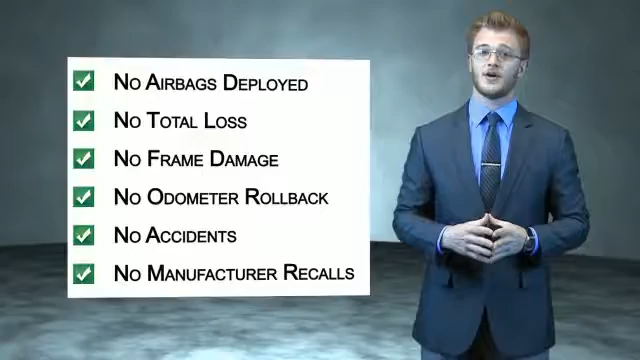 No Airbags Deployed
No Total Loss
No Frame Damage
No Odometer Rollback
No Accidents
No Manufacturer Recalls